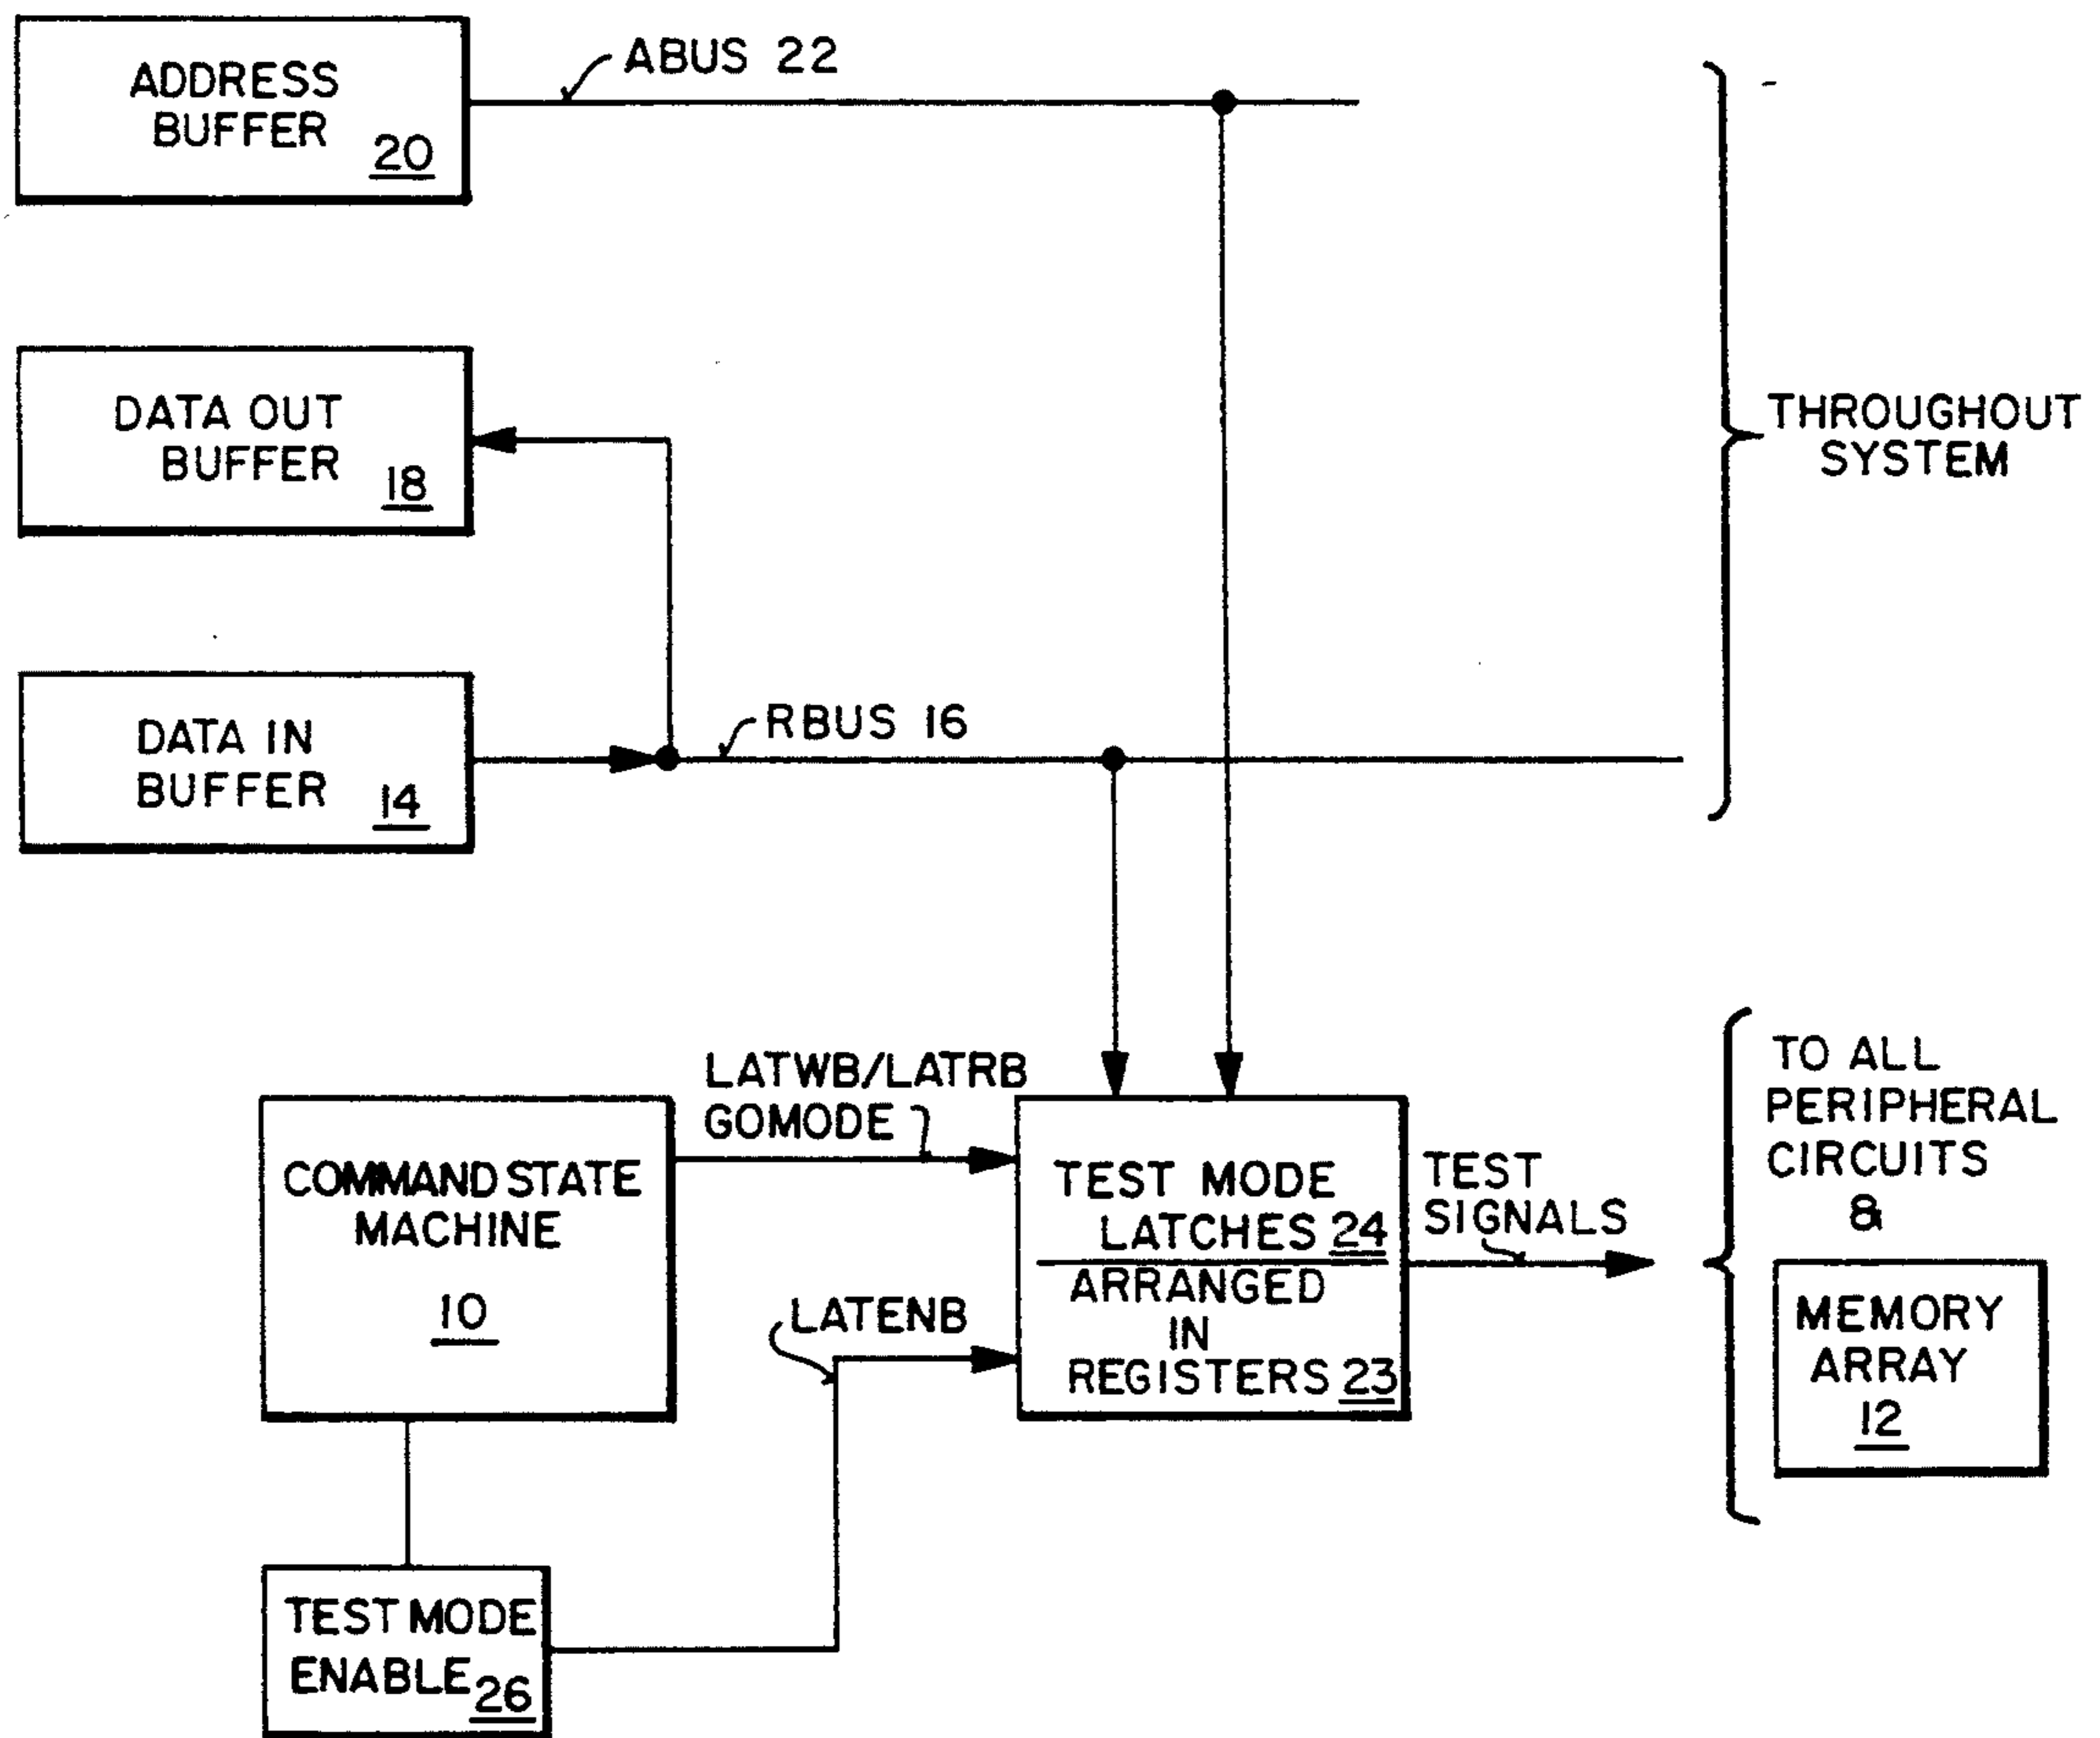 ADDRESS
BUFFER
20
ABUS 22
DATA OUT
BUFFER
18
THROUGHOUT
SYSTEM
DATA IN
BUFFER
14
RBUS 16
COMMAND STATE
MACHINE
10
LATWB/LATRB
GOMODE
LATENB
TEST MODE
LATCHES 24
ARRANGED
IN
REGISTERS 23
TEST
SIGNALS
TO ALL
PERIPHERAL
CIRCUITS
&
MEMORY
ARRAY
12
TEST MODE
ENABLE 26